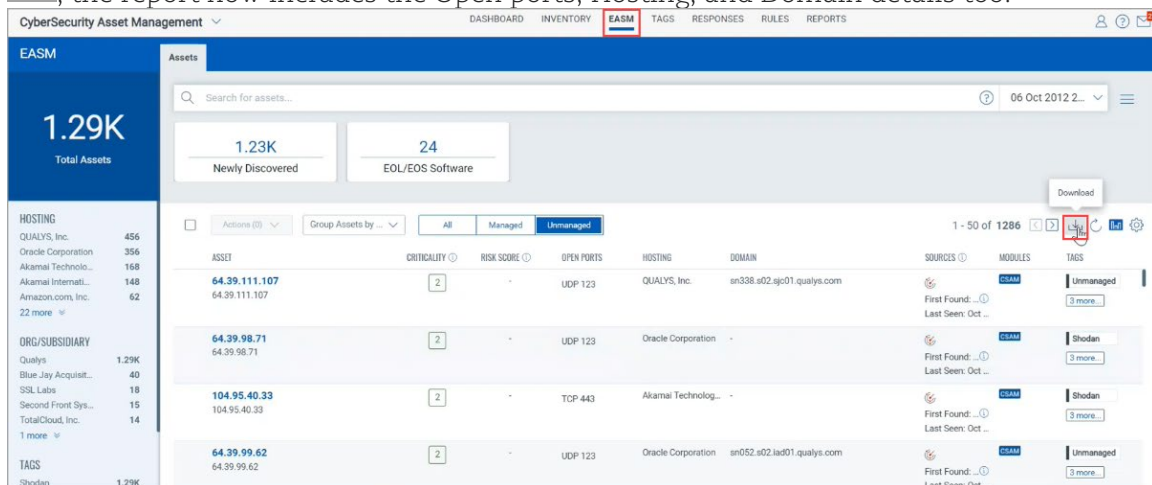 , the report now includes the Open ports, Hosting, and Domain details too.
CyberSecurity Asset Management
DASHBOARD INVENTORY EASM TAGS RESPONSES RULES REPORTS
EASM
Assets
Search for assets...
06 Oct 2012 2...
1.29K
Total Assets
1.23K
Newly Discovered
24
EOL/EOS Software
Download
HOSTING
QUALYS, Inc. 456
Oracle Corporation 356
Akamai Technolo... 168
Akamai Internati... 148
Amazon.com, Inc. 62
22 more
ORG/SUBSIDIARY
Qualys 1.29K
Blue Jay Acquisit... 40
SSL Labs 18
Second Front Sys... 15
TotalCloud, Inc. 14
1 more
TAGS
Shodan 1.29K
Actions (0) Group Assets by ... All Managed Unmanaged 1 - 50 of 1286
ASSET CRITICALITY RISK SCORE OPEN PORTS HOSTING DOMAIN SOURCES MODULES TAGS
64.39.111.107 2 - UDP 123 QUALYS, Inc. sn338.s02.sjc01.qualys.com CSAM Unmanaged
64.39.111.107 First Found: ... 3 more...
Last Seen: Oct ...
64.39.98.71 2 - UDP 123 Oracle Corporation - CSAM Shodan
64.39.98.71 First Found: ... 3 more...
Last Seen: Oct ...
104.95.40.33 2 - TCP 443 Akamai Technolog... - CSAM Shodan
104.95.40.33 First Found: ... 3 more...
Last Seen: Oct ...
64.39.99.62 2 - UDP 123 Oracle Corporation sn052.s02.iad01.qualys.com CSAM Unmanaged
64.39.99.62 First Found: ... 3 more...
Last Seen: Oct